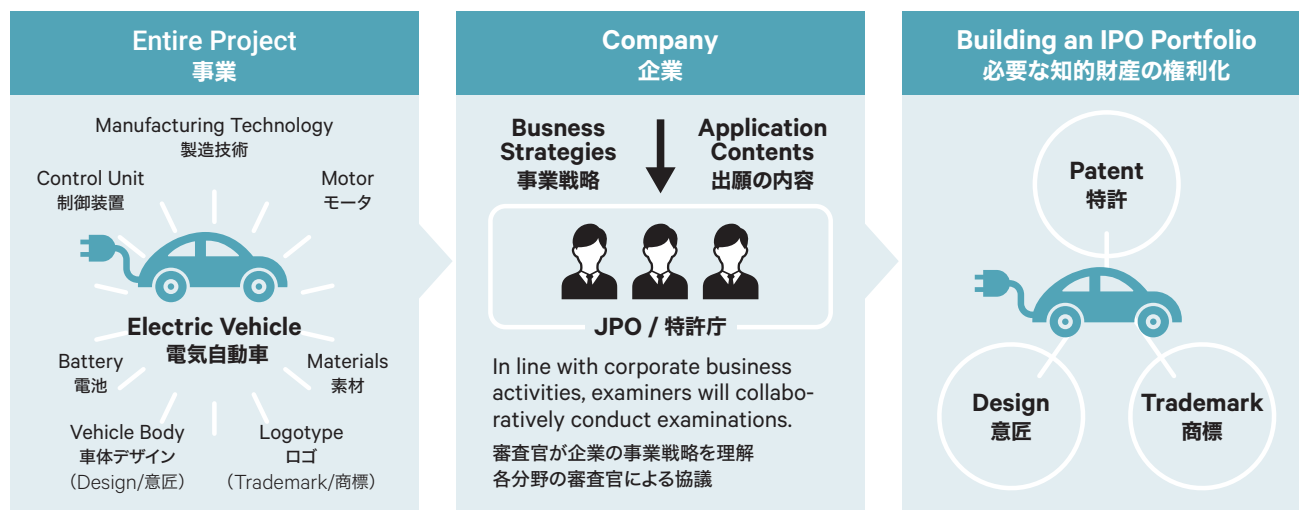 Entire Project
事業
Manufacturing Technology
製造技術
Control Unit
制御装置
Motor
モータ
Electric Vehicle
電気自動車
Battery
電池
Materials
素材
Vehicle Body
車体デザイン
（Design/意匠）
Logotype
ロゴ
（Trademark/商標）
Company
企業
Busness
Strategies
事業戦略
Application
Contents
出願の内容
JPO / 特許庁
In line with corporate business
activities, examiners will collabo-
ratively conduct examinations.
審査官が企業の事業戦略を理解
各分野の審査官による協議
Building an IPO Portfolio
必要な知的財産の権利化
Patent
特許
Design
意匠
Trademark
商標